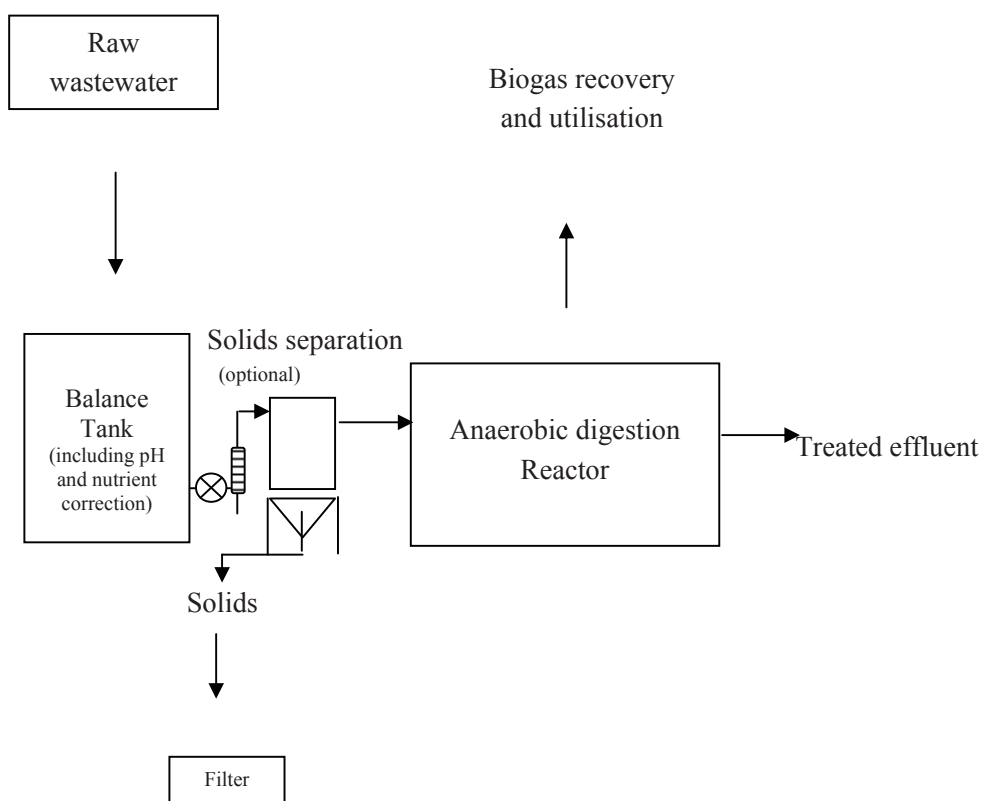 Raw
wastewater
Biogas recovery
and utilisation
Solids separation
(optional)
Balance
Tank
(including pH
and nutrient
correction)
Anaerobic digestion
Reactor
Treated effluent
Solids
Filter